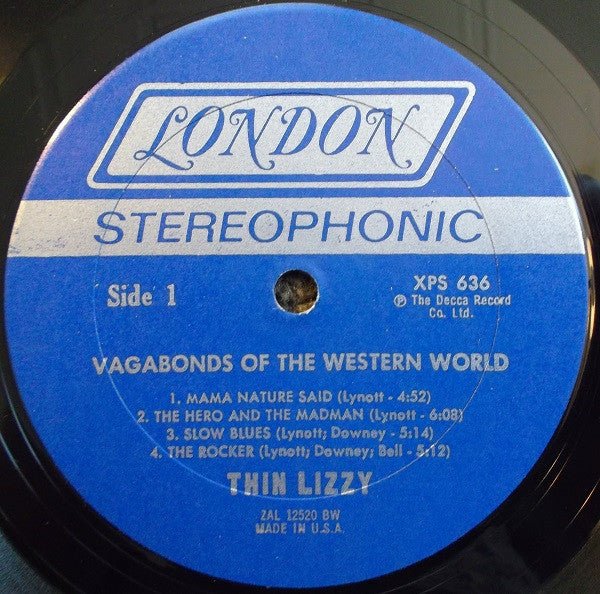 LONDON
STEREOPHONIC
Side 1
XPS 636
℗ The Decca Record
Co. Ltd.
VAGABONDS OF THE WESTERN WORLD
1. MAMA NATURE SAID (Lynott - 4:52)
2. THE HERO AND THE MADMAN (Lynott - 6:08)
3. SLOW BLUES (Lynott; Downey - 5:14)
4. THE ROCKER (Lynott; Downey; Bell - 5:12)
THIN LIZZY
ZAL 12520 BW
MADE IN U.S.A.